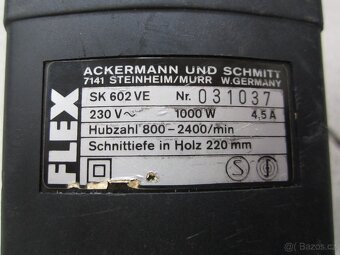 FLEX
ACKERMANN UND SCHMITT
7141 STEINHEIM/MURR W.GERMANY
SK 602 VE Nr. 031037
230 V~ 1000 W 4,5 A
Hubzahl 800-2400/min
Schnittiefe in Holz 220 mm
S
bazos.cz